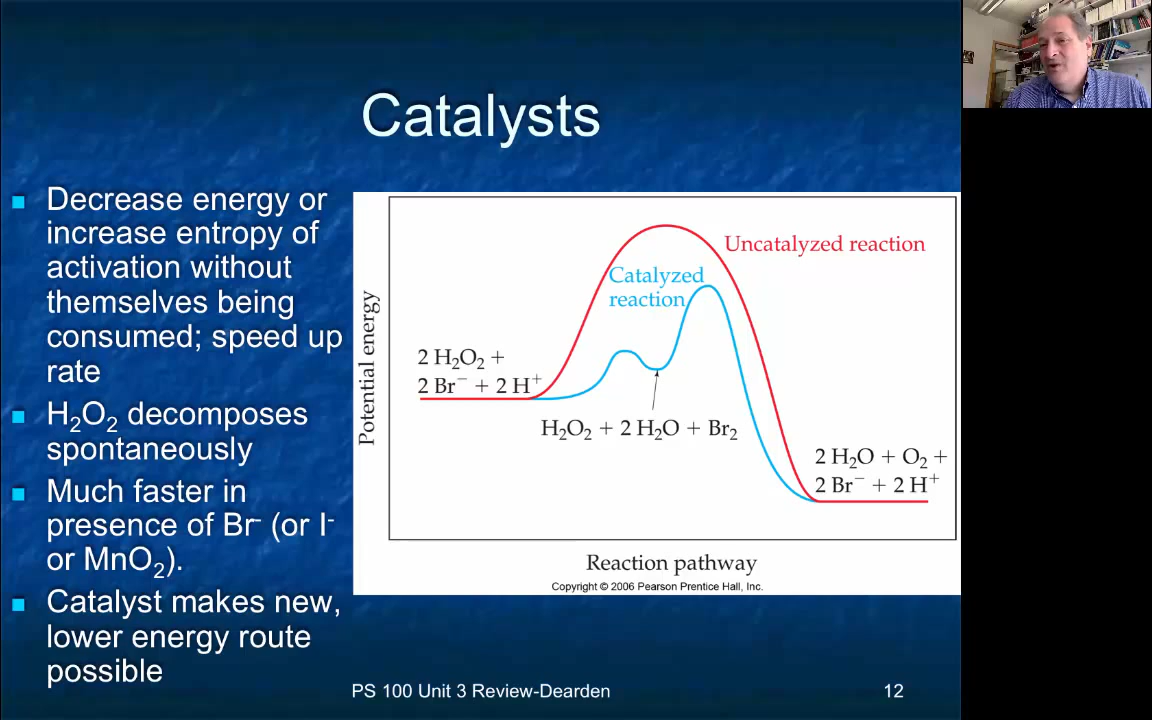 Catalysts
Decrease energy or
increase entropy of
activation without
themselves being
consumed; speed up
rate
H₂O₂ decomposes
spontaneously
Much faster in
presence of Br⁻ (or I⁻
or MnO₂).
Catalyst makes new,
lower energy route
possible
Potential energy
Uncatalyzed reaction
Catalyzed
reaction
2 H₂O₂ +
2 Br⁻ + 2 H⁺
H₂O₂ + 2 H₂O + Br₂
2 H₂O + O₂ +
2 Br⁻ + 2 H⁺
Reaction pathway
Copyright © 2006 Pearson Prentice Hall, Inc.
PS 100 Unit 3 Review-Dearden
12